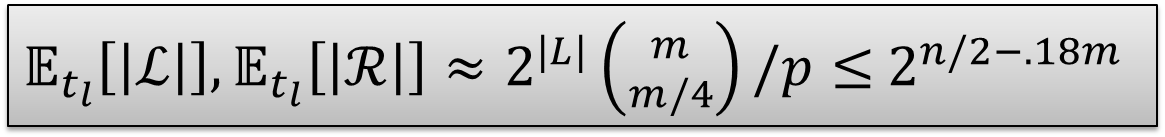 𝔼_{t_l}[|ℒ|], 𝔼_{t_l}[|ℛ|] ≈ 2^{|L|} \binom{m}{m/4} /p ≤ 2^{n/2−.18m}